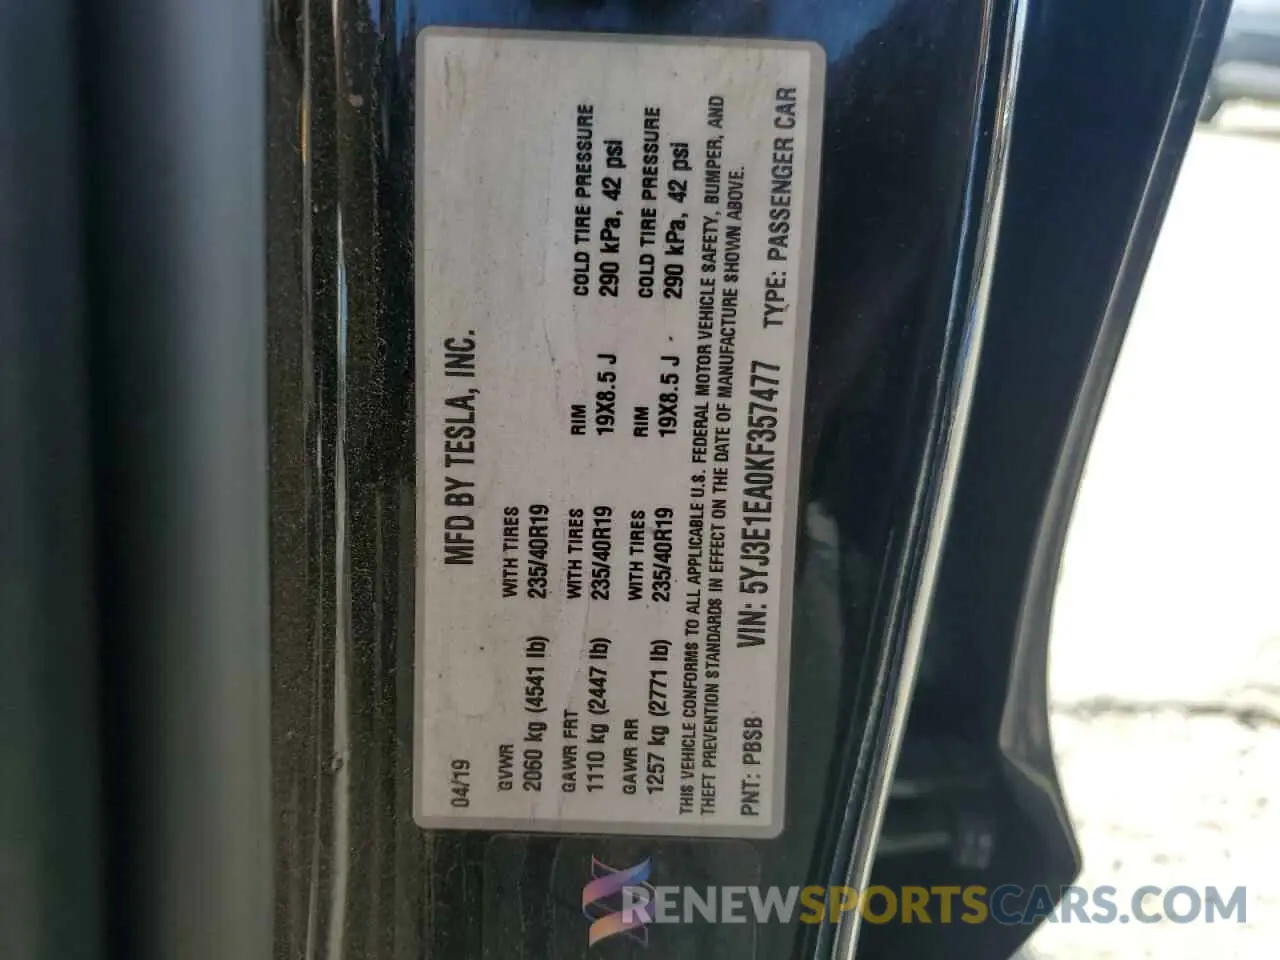 04/19 MFD BY TESLA, INC.
GVWR WITH TIRES
2060 kg (4541 lb) 235/40R19
GAWR FRT WITH TIRES RIM COLD TIRE PRESSURE
1110 kg (2447 lb) 235/40R19 19X8.5 J 290 kPa, 42 psi
GAWR RR WITH TIRES RIM COLD TIRE PRESSURE
1257 kg (2771 lb) 235/40R19 19X8.5 J 290 kPa, 42 psi
THIS VEHICLE CONFORMS TO ALL APPLICABLE U.S. FEDERAL MOTOR VEHICLE SAFETY, BUMPER, AND
THEFT PREVENTION STANDARDS IN EFFECT ON THE DATE OF MANUFACTURE SHOWN ABOVE.
PNT: PBSB VIN: 5YJ3E1EA0KF357477 TYPE: PASSENGER CAR
RENEWSPORTSCARS.COM